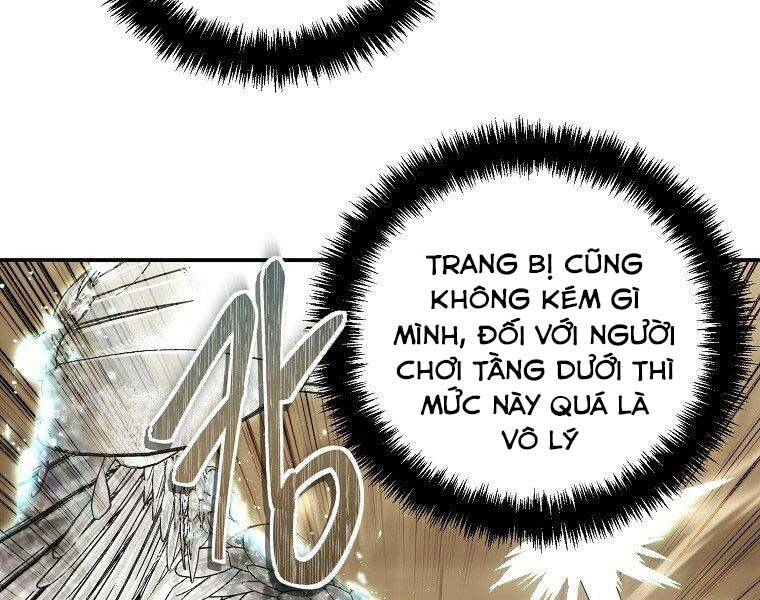 TRANG BỊ CŨNG
KHÔNG KÉM GÌ
MÌNH, ĐỐI VỚI NGƯỜI
CHƠI TẦNG DƯỚI THÌ
MỨC NÀY QUÁ LÀ
VÔ LÝ